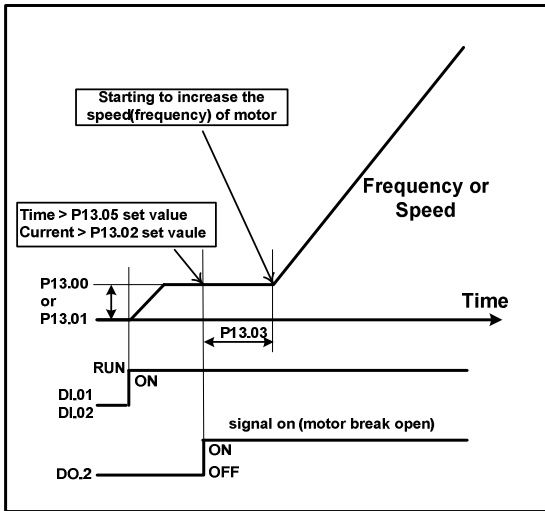 Starting to increase the
speed(frequency) of motor
Frequency or
Speed
Time > P13.05 set value
Current > P13.02 set vaule
P13.00
or
P13.01
Time
P13.03
RUN
ON
DI.01
DI.02
signal on (motor break open)
ON
DO.2
OFF